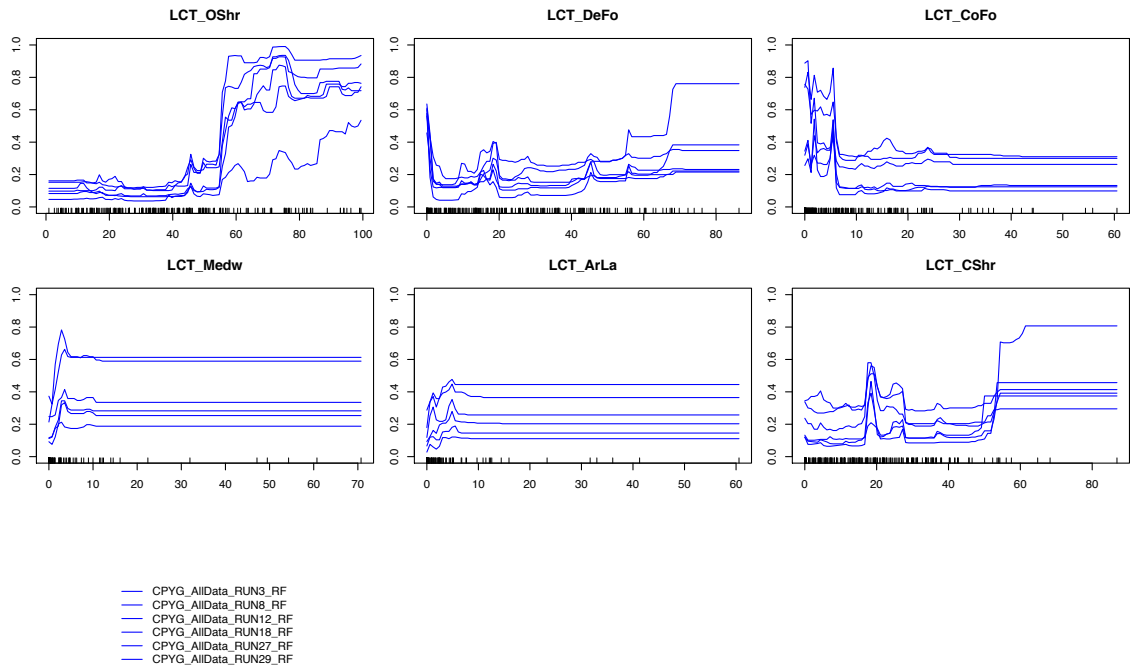 LCT_OShr
LCT_DeFo
LCT_CoFo
0.0 0.2 0.4 0.6 0.8 1.0
0 20 40 60 80 100
0.0 0.2 0.4 0.6 0.8 1.0
0 20 40 60 80
0.0 0.2 0.4 0.6 0.8 1.0
0 10 20 30 40 50 60
LCT_Medw
LCT_ArLa
LCT_CShr
0.0 0.2 0.4 0.6 0.8 1.0
0 10 20 30 40 50 60 70
0.0 0.2 0.4 0.6 0.8 1.0
0 10 20 30 40 50 60
0.0 0.2 0.4 0.6 0.8 1.0
0 20 40 60 80
CPYG_AllData_RUN3_RF
CPYG_AllData_RUN8_RF
CPYG_AllData_RUN12_RF
CPYG_AllData_RUN18_RF
CPYG_AllData_RUN27_RF
CPYG_AllData_RUN29_RF